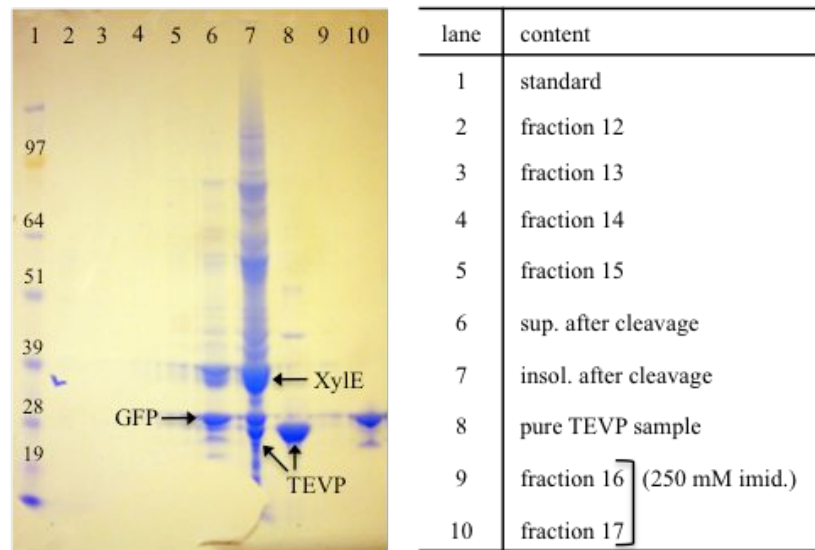 1 2 3 4 5 6 7 8 9 10
97
64
51
39
28
19
XylE
GFP
TEVP
lane content
1 standard
2 fraction 12
3 fraction 13
4 fraction 14
5 fraction 15
6 sup. after cleavage
7 insol. after cleavage
8 pure TEVP sample
9 fraction 16 (250 mM imid.)
10 fraction 17